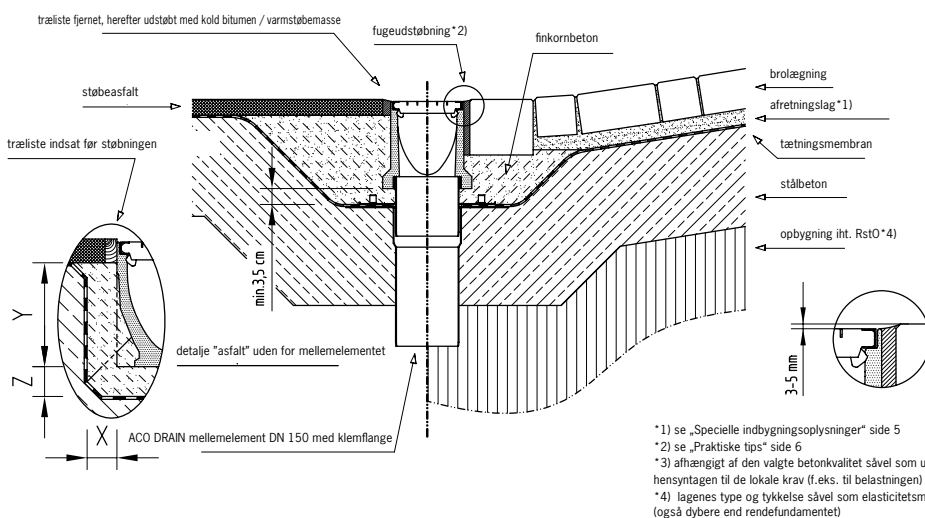 træliste fjernet, herefter udstøbt med kold bitumen / varmstøbemasse
fugeudstøbning*2)
finkornbeton
brolægning
støbeasfalt
afretningslag*1)
træliste indsat før støbningen
tætningsmembran
stålbeton
opbygning iht. RstO*4)
min.3,5 cm
Y
Z
X
detalje "asfalt" uden for mellemelementet
3-5 mm
ACO DRAIN mellemelement DN 150 med klemflange
*1) se „Specielle indbygningsoplysninger" side 5
*2) se „Praktiske tips" side 6
*3) afhængigt af den valgte betonkvalitet såvel som u
hensyntagen til de lokale krav (f.eks. til belastningen)
*4) lagenes type og tykkelse såvel som elasticitetsm
(også dybere end rendefundamentet)